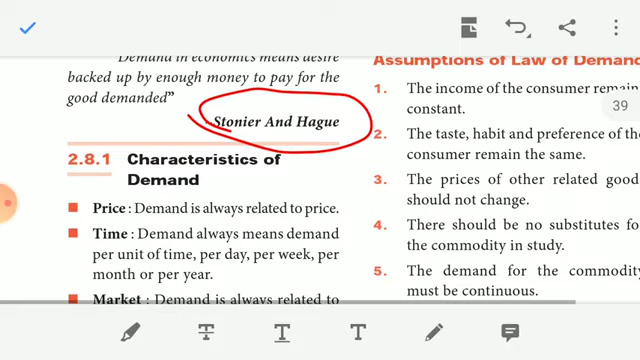 "Demand in economics means desire
backed up by enough money to pay for the
good demanded”
Stonier And Hague
2.8.1 Characteristics of
Demand
Price : Demand is always related to price.
Time : Demand always means demand
per unit of time, per day, per week, per
month or per year.
Market : Demand is always related to
Assumptions of Law of Demand
1. The income of the consumer remain
constant.
2. The taste, habit and preference of the
consumer remain the same.
3. The prices of other related good
should not change.
4. There should be no substitutes fo
the commodity in study.
5. The demand for the commodity
must be continuous.
39
T T T